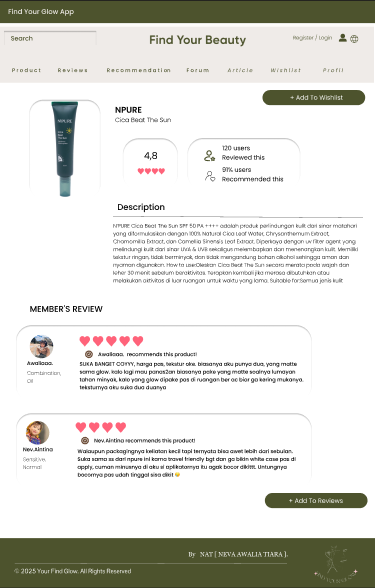 Find Your Glow App
Search
Find Your Beauty
Register / Login
Product Reviews Recommendation Forum Article Wishlist Profil
+ Add To Wishlist
NPURE
NPURE
Cica Beat The Sun
4,8
120 users
Reviewed this
91% users
Recommended this
Description
NPURE Cica Beat The Sun SPF 50 PA ++++ adalah produk perlindungan kulit dari sinar matahari
yang diformulasikan dengan 100% Natural Cica Leaf Water, Chrysanthemum Extract,
Chamomilla Extract, dan Camellia Sinensis Leaf Extract. Diperkaya dengan uv filter agent yang
melindungi kulit dari sinar UVA & UVB sekaligus melembapkan dan menenangkan kulit. Memiliki
tekstur ringan, tidak berminyak, dan tidak mengandung bahan alkohol sehingga aman dan
nyaman digunakan. How to use:Oleskan Cica Beat The Sun secara merata pada wajah dan
leher 30 menit sebelum beraktivitas. Terapkan kembali jika merasa dibutuhkan atau
melakukan aktivitas di luar ruangan untuk waktu yang lama. Suitable for:Semua jenis kulit
MEMBER'S REVIEW
Awaliaaa. recommends this product!
SUKA BANGET COYYY, harga pas, tekstur oke. biasanya aku punya dua, yang matte
sama glow. kalo lagi mau panas2an biasanya pake yang matte soalnya lunayan
tahan minyak, kalo yang glow dipake pas di ruangan ber ac biar ga kering mukanya.
teksturnya aku suka dua duanya
Awaliaaa.
Combination,
Oil
Nev.Aintina recommends this product!
Walaupun packagingnya keliatan kecil tapi ternyata bisa awet lebih dari sebulan.
Suka sama ss dari npure ini karna travel friendly bgt dan ga bikin white case pas di
apply, cuman minusnya di aku si aplikatornya itu agak bocor dikitt. Untungnya
bocornya pas udah tinggal sisa dikit
Nev.Aintina
Sensitive,
Normal
+ Add To Reviews
By NAT [ NEVA AWALIA TIARA ].
© 2025 Your Find Glow. All Rights Reserved